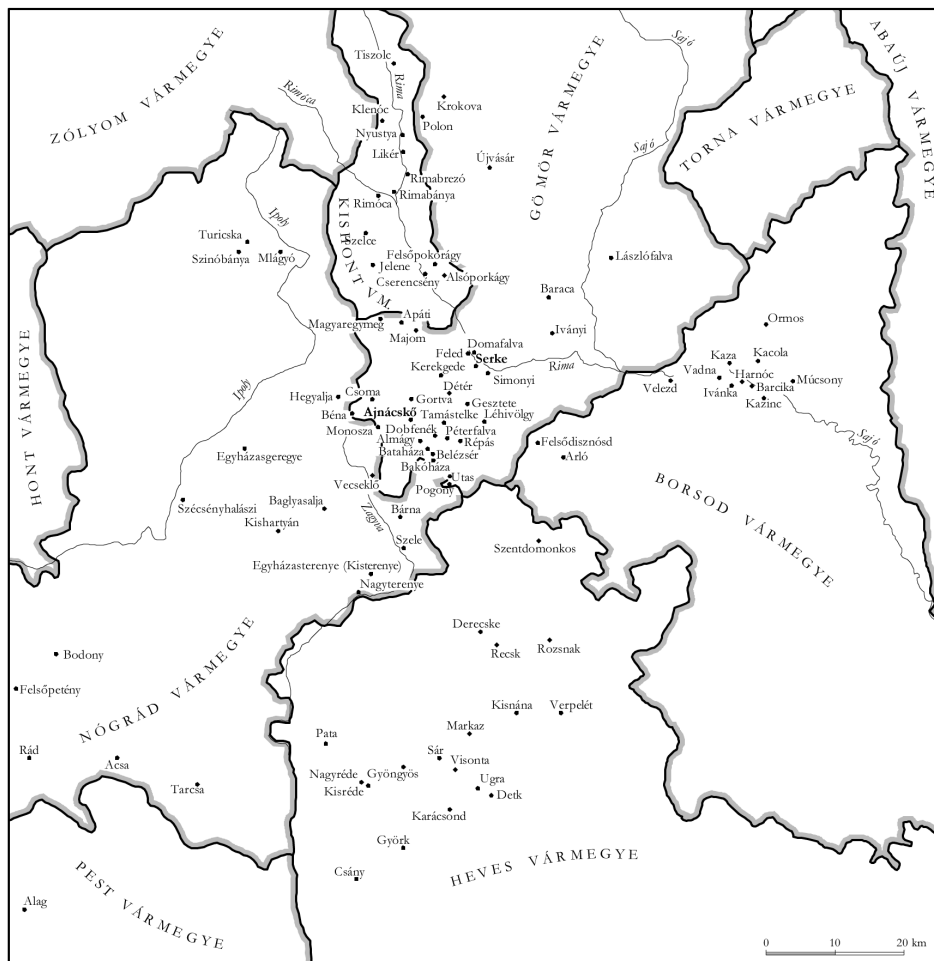 ZÓLYOM VÁRMEGYE
GÖMÖR VÁRMEGYE
TORNA VÁRMEGYE
ABAÚJ VÁRMEGYE
KISHONT VM.
HONT VÁRMEGYE
NÓGRÁD VÁRMEGYE
PEST VÁRMEGYE
HEVES VÁRMEGYE
BORSOD VÁRMEGYE
Sajó
Tiszolc
Rima
Rimóca
Krokova
Klenóc
Polon
Nyustya
Likér
Sajó
Újvásár
Rimabrezó
Rimabánya
Rimóca
Ipoly
Szelce
Turicska
Szinóbánya
Mlágyó
Felsőpokorágy
Jelene
Cserencsény
Alsóporkágy
Lászlófalva
Baraca
Apáti
Magyaregymeg
Majom
Iványi
Ormos
Domafalva
Feled
Serke
Kerekgede
Simonyi
Rima
Kaza
Kacola
Vadna
Harnóc
Velezd
Ivánka
Barcika
Múcsony
Kazinc
Ipoly
Détér
Hegyalja
Csoma
Gortva
Gesztete
Béna
Ajnácskő
Tamástelke
Léhivölgy
Monosza
Dobfenék
Péterfalva
Almágy
Répás
Felsődisznósd
Sajó
Bataháza
Belézsér
Arló
Egyházasgeregye
Bakóháza
Utas
Vecseklő
Pogony
Szécsényhalászi
Baglyasalja
Zagyva
Bárna
Kishartyán
Szele
Szentdomonkos
Egyházasterenye (Kisterenye)
Nagyterenye
Derecske
Recsk
Rozsnak
Bodony
Felsőpetény
Kisnána
Verpelét
Markaz
Pata
Rád
Acsa
Sár
Visonta
Nagyréde
Gyöngyös
Tarcsa
Kisréde
Ugra
Detk
Karácsond
Györk
Csány
Alag
0 10 20 km